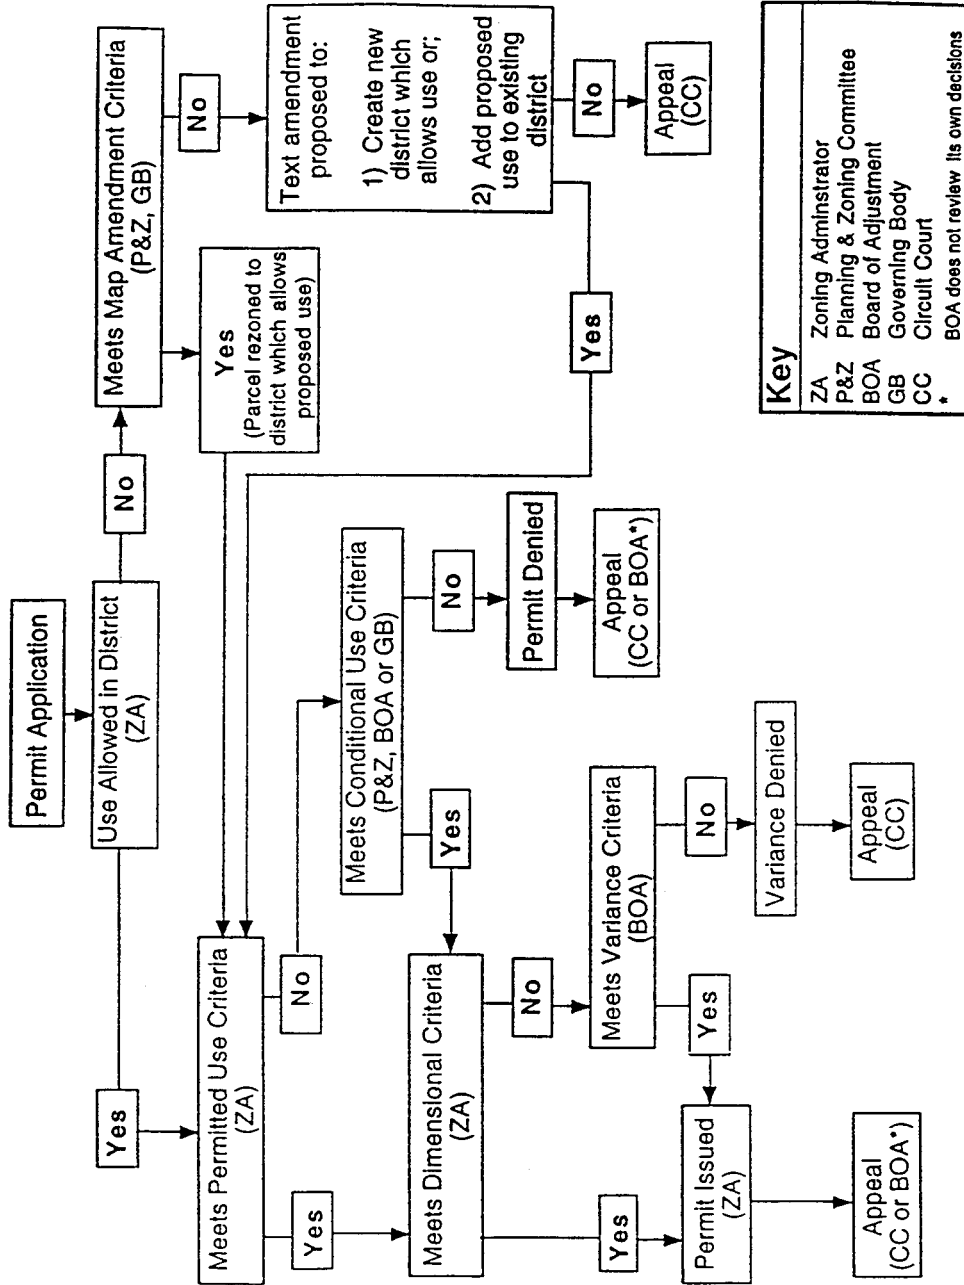 Permit Application
Use Allowed in District
(ZA)
Yes
No
Meets Map Amendment Criteria
(P&Z, GB)
No
Yes
(Parcel rezoned to
district which allows
proposed use)
Text amendment
proposed to:
1) Create new
district which
allows use or;
2) Add proposed
use to existing
district
No
Appeal
(CC)
Yes
Meets Permitted Use Criteria
(ZA)
Yes
No
Meets Conditional Use Criteria
(P&Z, BOA or GB)
Yes
No
Permit Denied
Appeal
(CC or BOA*)
Meets Dimensional Criteria
(ZA)
Yes
No
Meets Variance Criteria
(BOA)
Yes
No
Variance Denied
Appeal
(CC)
Permit Issued
(ZA)
Appeal
(CC or BOA*)
Key
ZA Zoning Adminstrator
P&Z Planning & Zoning Committee
BOA Board of Adjustment
GB Governing Body
CC Circuit Court
* BOA does not review its own decisions